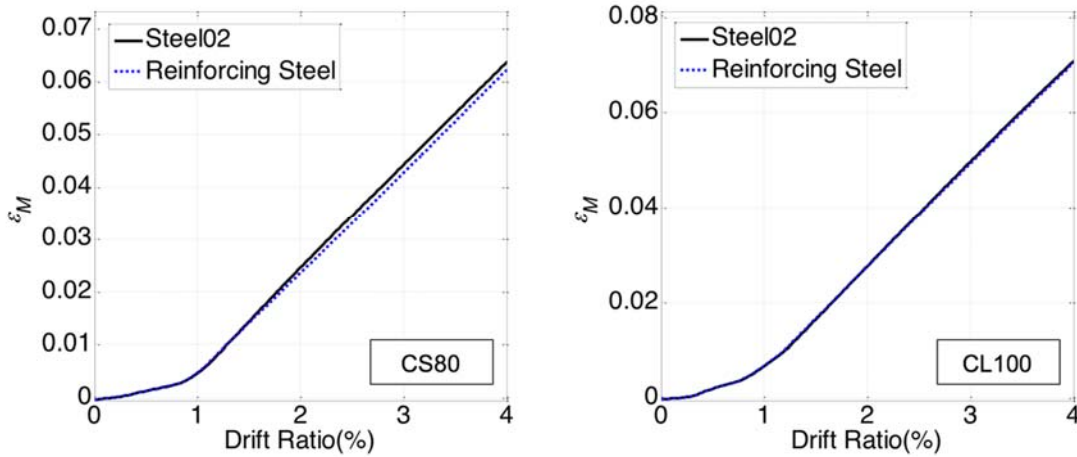 0.07
0.06
0.05
0.04
0.03
0.02
0.01
0
ε_M
Steel02
Reinforcing Steel
CS80
0 1 2 3 4
Drift Ratio(%)
0.08
0.06
0.04
0.02
0
ε_M
Steel02
Reinforcing Steel
CL100
0 1 2 3 4
Drift Ratio(%)